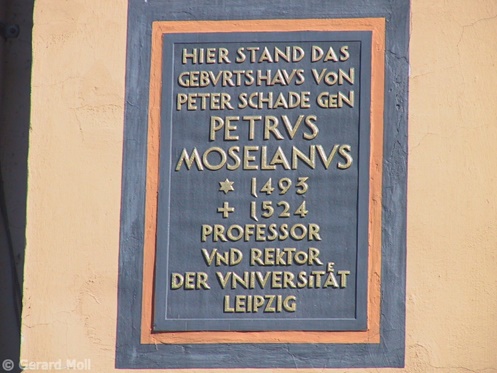 HIER STAND DAS
GEBVRTSHAVS VON
PETER SCHADE GEN
PETRVS
MOSELANVS
✶ 1493
+ 1524
PROFESSOR
VND REKTOR
DER VNIVERSITÆT
LEIPZIG
© Gerard Moll